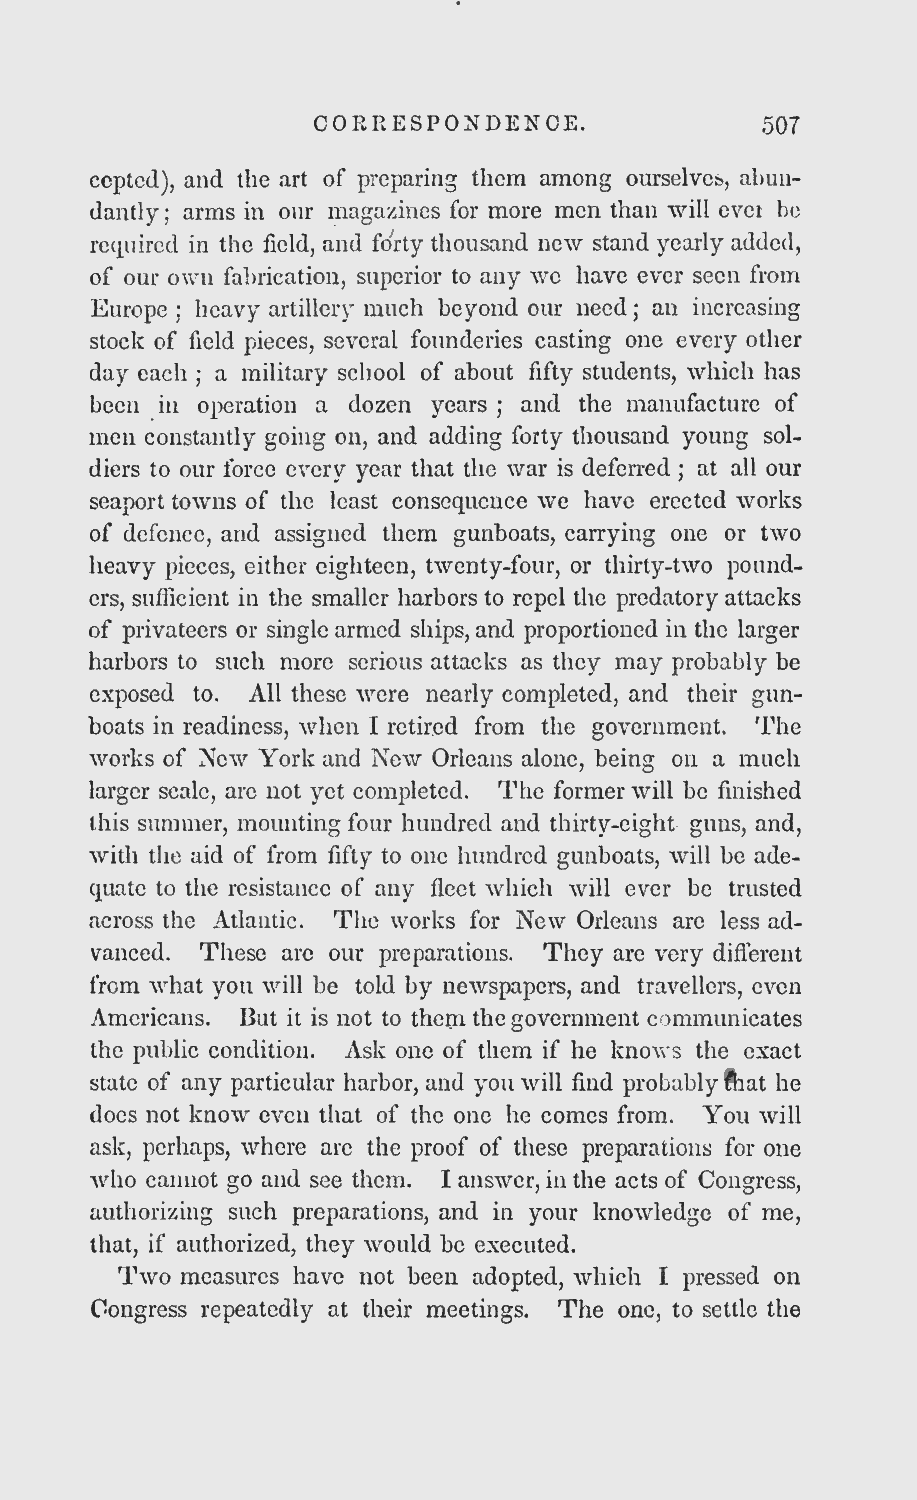 CORRESPONDENCE. 507
cepted), and the art of preparing them among ourselves, abun-
dantly; arms in our magazines for more men than will ever be
required in the field, and forty thousand new stand yearly added,
of our own fabrication, superior to any we have ever seen from
Europe ; heavy artillery much beyond our need; an increasing
stock of field pieces, several founderies casting one every other
day each ; a military school of about fifty students, which has
been in operation a dozen years ; and the manufacture of
men constantly going on, and adding forty thousand young sol-
diers to our force every year that the war is deferred ; at all our
seaport towns of the least consequence we have erected works
of defence, and assigned them gunboats, carrying one or two
heavy pieces, either eighteen, twenty-four, or thirty-two pound-
ers, sufficient in the smaller harbors to repel the predatory attacks
of privateers or single armed ships, and proportioned in the larger
harbors to such more serious attacks as they may probably be
exposed to. All these were nearly completed, and their gun-
boats in readiness, when I retired from the government. The
works of New York and New Orleans alone, being on a much
larger scale, are not yet completed. The former will be finished
this summer, mounting four hundred and thirty-eight guns, and,
with the aid of from fifty to one hundred gunboats, will be ade-
quate to the resistance of any fleet which will ever be trusted
across the Atlantic. The works for New Orleans are less ad-
vanced. These are our preparations. They are very different
from what you will be told by newspapers, and travellers, even
Americans. But it is not to them the government communicates
the public condition. Ask one of them if he knows the exact
state of any particular harbor, and you will find probably that he
does not know even that of the one he comes from. You will
ask, perhaps, where are the proof of these preparations for one
who cannot go and see them. I answer, in the acts of Congress,
authorizing such preparations, and in your knowledge of me,
that, if authorized, they would be executed.
Two measures have not been adopted, which I pressed on
Congress repeatedly at their meetings. The one, to settle the